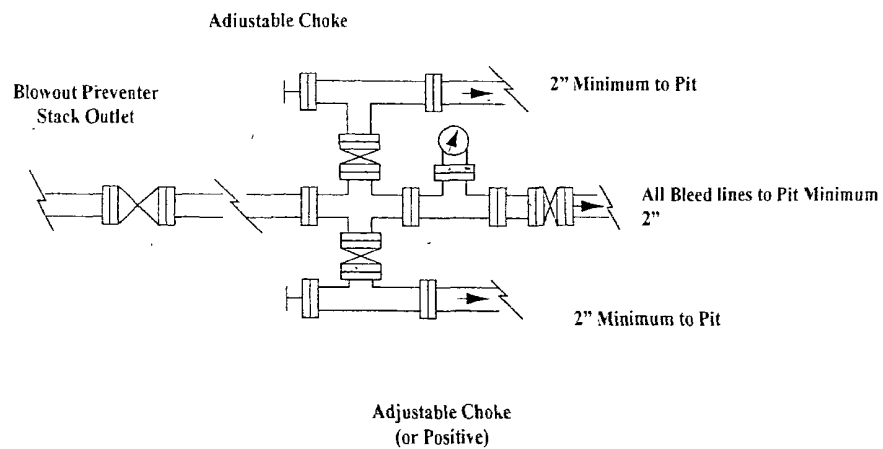 Adjustable Choke
Blowout Preventer
Stack Outlet
2" Minimum to Pit
All Bleed lines to Pit Minimum
2"
2" Minimum to Pit
Adjustable Choke
(or Positive)